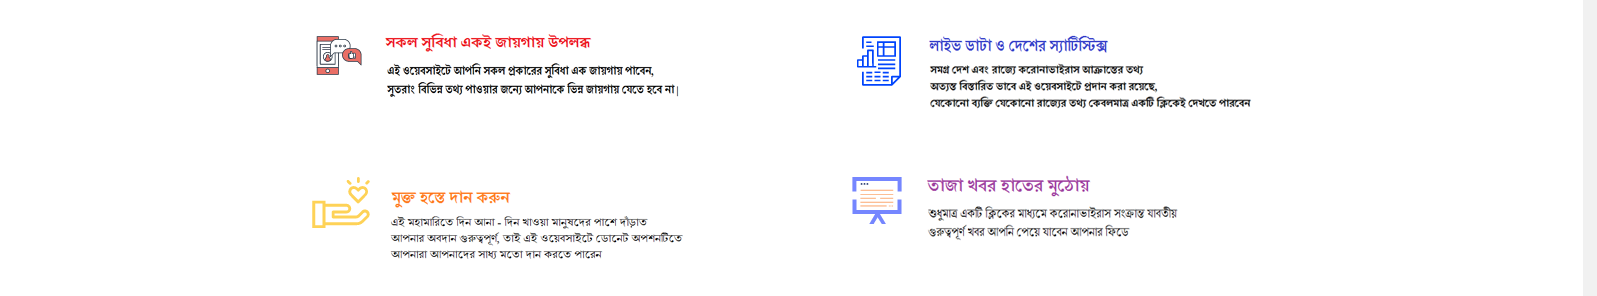 সকল সুবিধা একই জায়গায় উপলব্ধ
এই ওয়েবসাইটে আপনি সকল প্রকারের সুবিধা এক জায়গায় পাবেন,
সুতরাং বিভিন্ন তথ্য পাওয়ার জন্যে আপনাকে ভিন্ন জায়গায় যেতে হবে না|
লাইভ ডাটা ও দেশের স্যাটিস্টিক্স
সমগ্র দেশ এবং রাজ্যে করোনাভাইরাস আক্রান্তের তথ্য
অত্যন্ত বিস্তারিত ভাবে এই ওয়েবসাইটে প্রদান করা রয়েছে,
যেকোনো ব্যক্তি যেকোনো রাজ্যের তথ্য কেবলমাত্র একটি ক্লিকেই দেখতে পারবেন
মুক্ত হস্তে দান করুন
এই মহামারিতে দিন আনা - দিন খাওয়া মানুষদের পাশে দাঁড়াত
আপনার অবদান গুরুত্বপূর্ণ, তাই এই ওয়েবসাইটে ডোনেট অপশনটিতে
আপনারা আপনাদের সাধ্য মতো দান করতে পারেন
তাজা খবর হাতের মুঠোয়
শুধুমাত্র একটি ক্লিকের মাধ্যমে করোনাভাইরাস সংক্রান্ত যাবতীয়
গুরুত্বপূর্ণ খবর আপনি পেয়ে যাবেন আপনার ফিডে